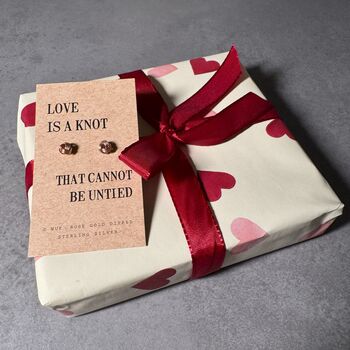 LOVE
IS A KNOT
THAT CANNOT
BE UNTIED
ROSE GOLD DIPPED
STERLING SILVER